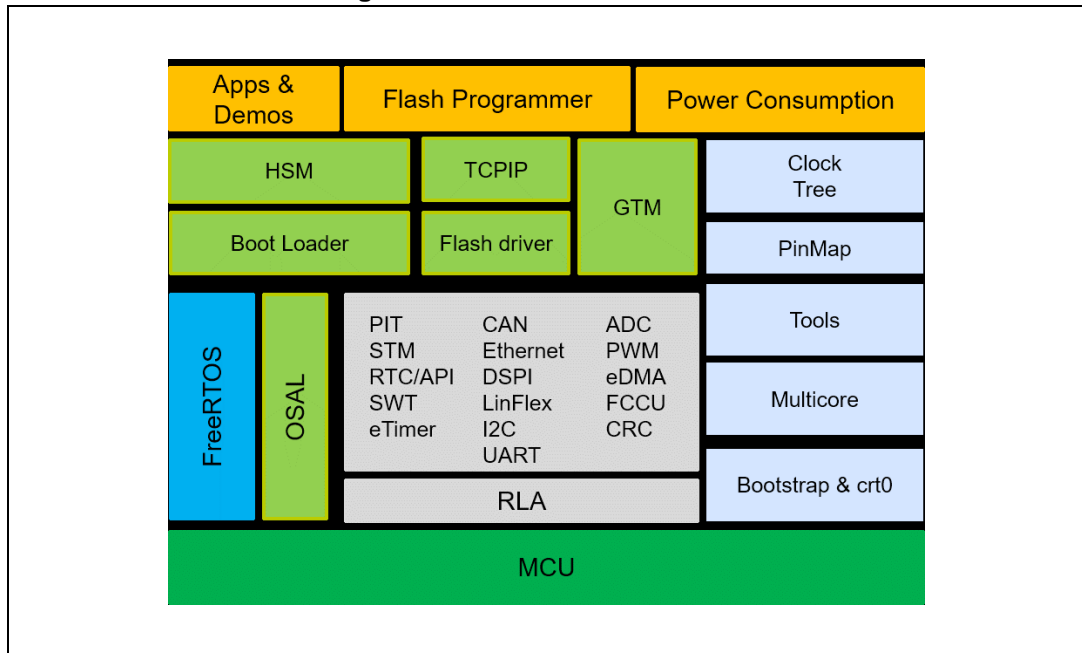 Apps &
Demos
Flash Programmer
Power Consumption
HSM
TCPIP
GTM
Clock
Tree
Boot Loader
Flash driver
PinMap
FreeRTOS
OSAL
PIT CAN ADC
STM Ethernet PWM
RTC/API DSPI eDMA
SWT LinFlex FCCU
eTimer I2C CRC
UART
RLA
Tools
Multicore
Bootstrap & crt0
MCU